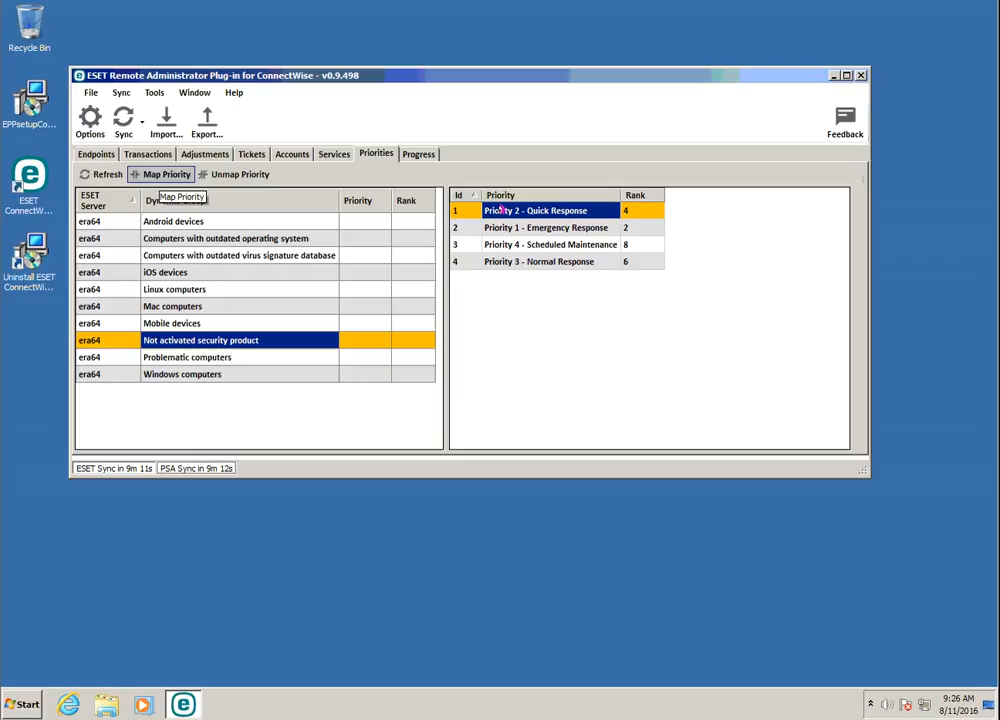 Recycle Bin
EPPsetupCo...
ESET
ConnectW...
Uninstall ESET
ConnectWi...
ESET Remote Administrator Plug-in for ConnectWise - v0.9.498
File Sync Tools Window Help
Options Sync Import... Export... Feedback
Endpoints Transactions Adjustments Tickets Accounts Services Priorities Progress
Refresh Map Priority Unmap Priority
Map Priority
ESET
Server Priority Rank
era64 Android devices
era64 Computers with outdated operating system
era64 Computers with outdated virus signature database
era64 iOS devices
era64 Linux computers
era64 Mac computers
era64 Mobile devices
era64 Not activated security product
era64 Problematic computers
era64 Windows computers
Id Priority Rank
1 Priority 2 - Quick Response 4
2 Priority 1 - Emergency Response 2
3 Priority 4 - Scheduled Maintenance 8
4 Priority 3 - Normal Response 6
ESET Sync in 9m 11s PSA Sync in 9m 12s
Start
9:26 AM
8/11/2016